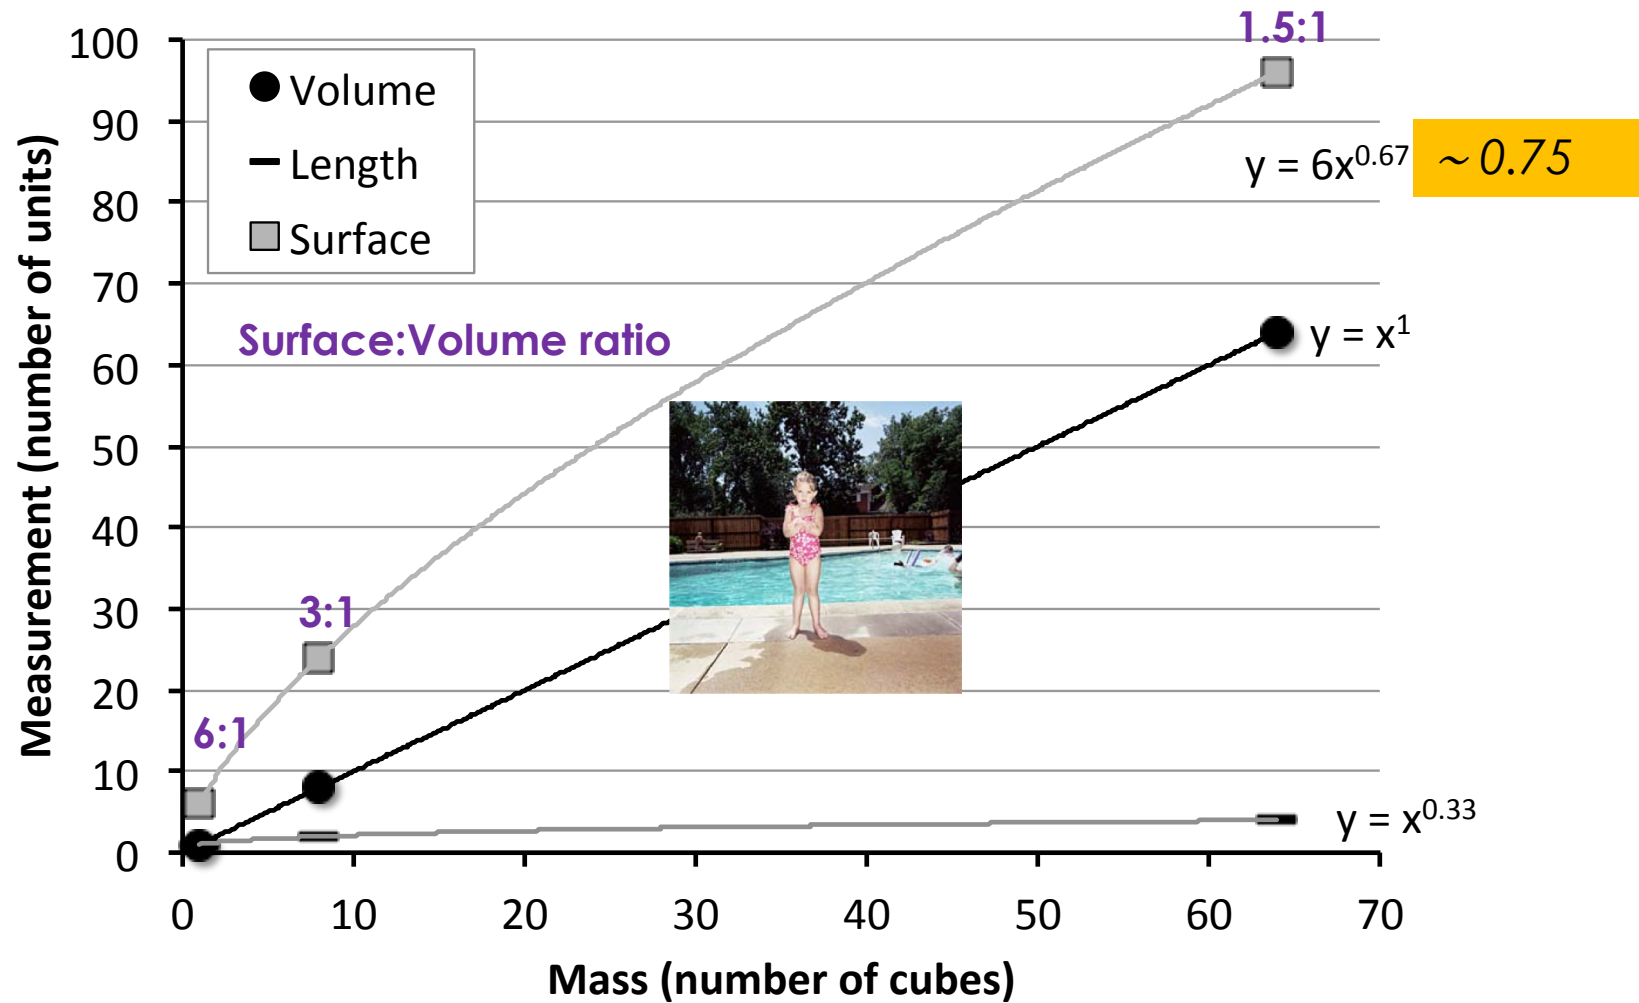 1.5:1
100
90
80
70
60
50
40
30
20
10
0
Measurement (number of units)
Volume
Length
Surface
y = 6x^0.67
~ 0.75
Surface:Volume ratio
y = x^1
3:1
6:1
y = x^0.33
0 10 20 30 40 50 60 70
Mass (number of cubes)